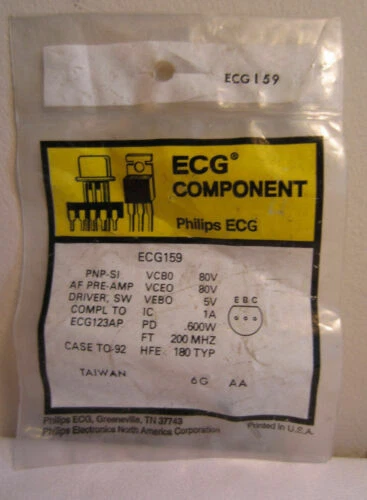 ECG159
ECG® COMPONENT
Philips ECG
ECG159
PNP-SI VCBO 80V
AF PRE-AMP VCEO 80V
DRIVER, SW VEBO 5V
COMPL TO IC 1A
ECG123AP PD .600W
FT 200 MHZ
CASE TO-92 HFE 180 TYP
E B C
TAIWAN 6G AA
Philips ECG, Greeneville, TN 37743
Philips Electronics North America Corporation
Printed in U.S.A.